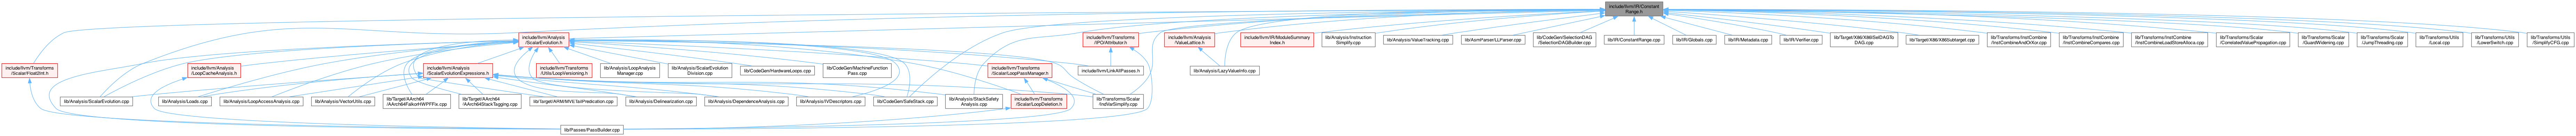 include/llvm/IR/Constant
Range.h
include/llvm/Analysis
/ScalarEvolution.h
include/llvm/Transforms
/IPO/Attributor.h
include/llvm/Analysis
/ValueLattice.h
include/llvm/IR/ModuleSummary
Index.h
lib/Analysis/Instruction
Simplify.cpp
lib/Analysis/ValueTracking.cpp
lib/AsmParser/LLParser.cpp
lib/CodeGen/SelectionDAG
/SelectionDAGBuilder.cpp
lib/IR/ConstantRange.cpp
lib/IR/Globals.cpp
lib/IR/Metadata.cpp
lib/IR/Verifier.cpp
lib/Target/X86/X86ISelDAGTo
DAG.cpp
lib/Target/X86/X86Subtarget.cpp
lib/Transforms/InstCombine
/InstCombineAndOrXor.cpp
lib/Transforms/InstCombine
/InstCombineCompares.cpp
lib/Transforms/InstCombine
/InstCombineLoadStoreAlloca.cpp
lib/Transforms/Scalar
/CorrelatedValuePropagation.cpp
lib/Transforms/Scalar
/GuardWidening.cpp
lib/Transforms/Scalar
/JumpThreading.cpp
lib/Transforms/Utils
/Local.cpp
lib/Transforms/Utils
/LowerSwitch.cpp
lib/Transforms/Utils
/SimplifyCFG.cpp
include/llvm/Transforms
/Scalar/Float2Int.h
include/llvm/Analysis
/LoopCacheAnalysis.h
include/llvm/Analysis
/ScalarEvolutionExpressions.h
include/llvm/Transforms
/Utils/LoopVersioning.h
lib/Analysis/LoopAnalysis
Manager.cpp
lib/Analysis/ScalarEvolution
Division.cpp
lib/CodeGen/HardwareLoops.cpp
lib/CodeGen/MachineFunction
Pass.cpp
include/llvm/Transforms
/Scalar/LoopPassManager.h
include/llvm/LinkAllPasses.h
lib/Analysis/LazyValueInfo.cpp
lib/Analysis/ScalarEvolution.cpp
lib/Analysis/Loads.cpp
lib/Analysis/LoopAccessAnalysis.cpp
lib/Analysis/VectorUtils.cpp
lib/Target/AArch64
/AArch64FalkorHWPFFix.cpp
lib/Target/AArch64
/AArch64StackTagging.cpp
lib/Target/ARM/MVETailPredication.cpp
lib/Analysis/Delinearization.cpp
lib/Analysis/DependenceAnalysis.cpp
lib/Analysis/IVDescriptors.cpp
lib/CodeGen/SafeStack.cpp
lib/Analysis/StackSafety
Analysis.cpp
include/llvm/Transforms
/Scalar/LoopDeletion.h
lib/Transforms/Scalar
/IndVarSimplify.cpp
lib/Passes/PassBuilder.cpp